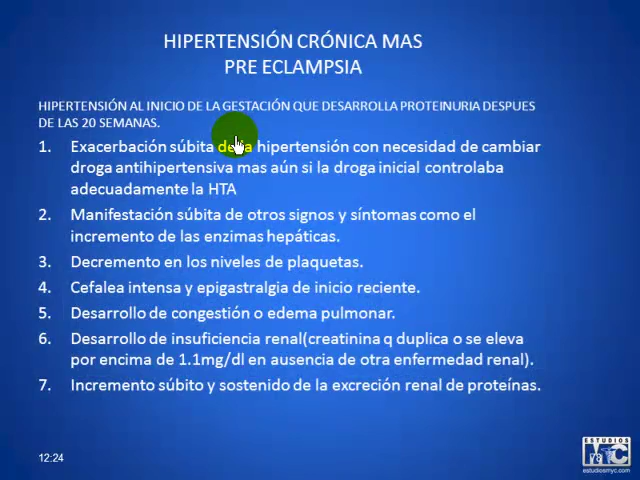 HIPERTENSIÓN CRÓNICA MAS
PRE ECLAMPSIA
HIPERTENSIÓN AL INICIO DE LA GESTACIÓN QUE DESARROLLA PROTEINURIA DESPUES
DE LAS 20 SEMANAS.
1. Exacerbación súbita de la hipertensión con necesidad de cambiar
droga antihipertensiva mas aún si la droga inicial controlaba
adecuadamente la HTA
2. Manifestación súbita de otros signos y síntomas como el
incremento de las enzimas hepáticas.
3. Decremento en los niveles de plaquetas.
4. Cefalea intensa y epigastralgia de inicio reciente.
5. Desarrollo de congestión o edema pulmonar.
6. Desarrollo de insuficiencia renal(creatinina q duplica o se eleva
por encima de 1.1mg/dl en ausencia de otra enfermedad renal).
7. Incremento súbito y sostenido de la excreción renal de proteínas.
12:24
ESTUDIOS
MYC
estudiosmyc.com